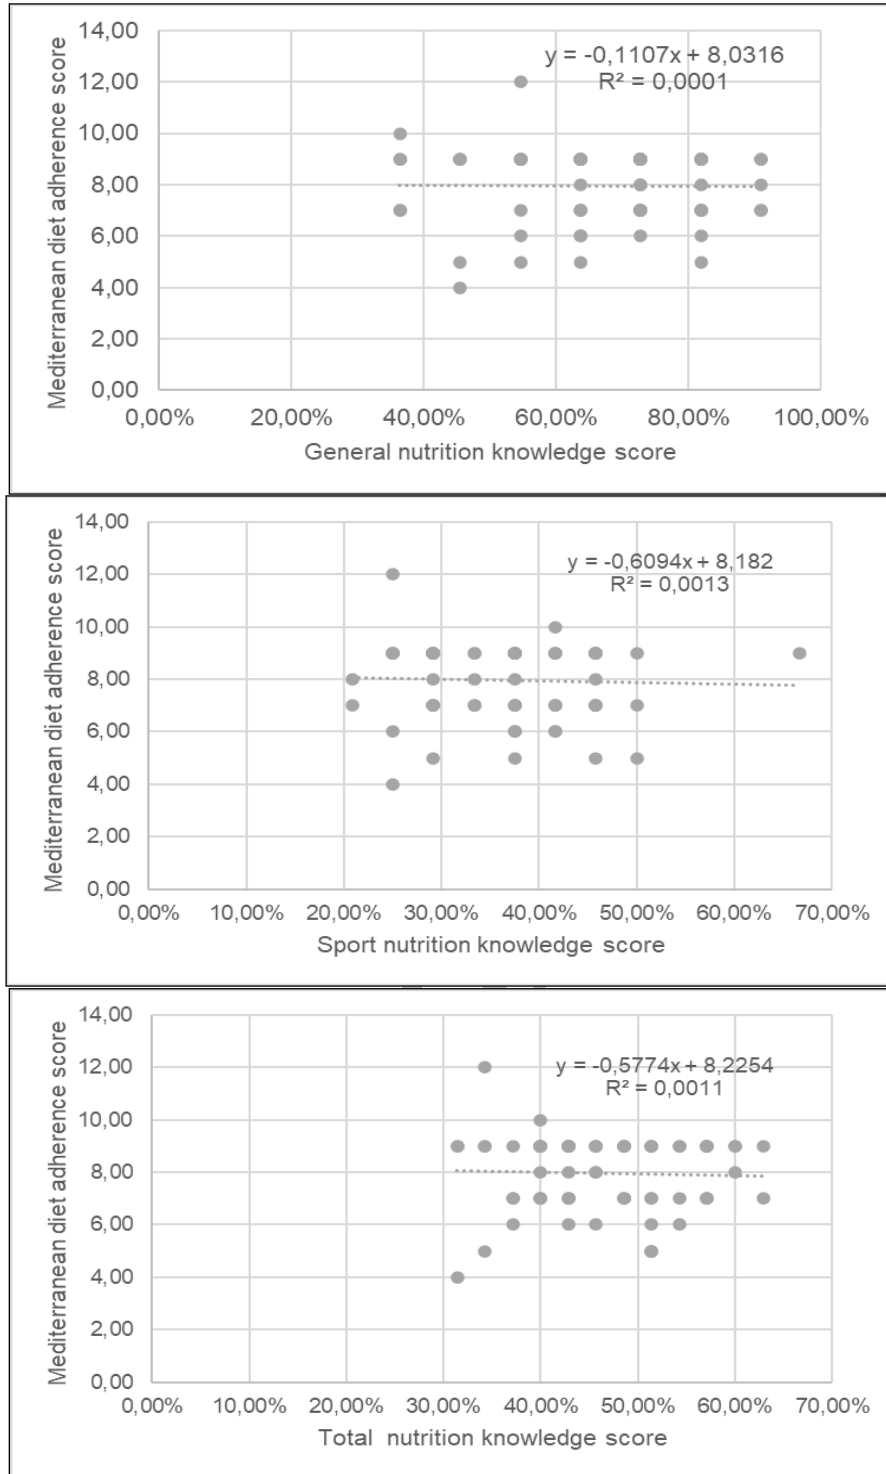 14,00
y = -0,1107x + 8,0316
R² = 0,0001
12,00
10,00
8,00
6,00
4,00
2,00
0,00
Mediterranean diet adherence score
0,00% 20,00% 40,00% 60,00% 80,00% 100,00%
General nutrition knowledge score
14,00
y = -0,6094x + 8,182
R² = 0,0013
12,00
10,00
8,00
6,00
4,00
2,00
0,00
Mediterranean diet adherence score
0,00% 10,00% 20,00% 30,00% 40,00% 50,00% 60,00% 70,00%
Sport nutrition knowledge score
14,00
y = -0,5774x + 8,2254
R² = 0,0011
12,00
10,00
8,00
6,00
4,00
2,00
0,00
Mediterranean diet adherence score
0,00% 10,00% 20,00% 30,00% 40,00% 50,00% 60,00% 70,00%
Total nutrition knowledge score